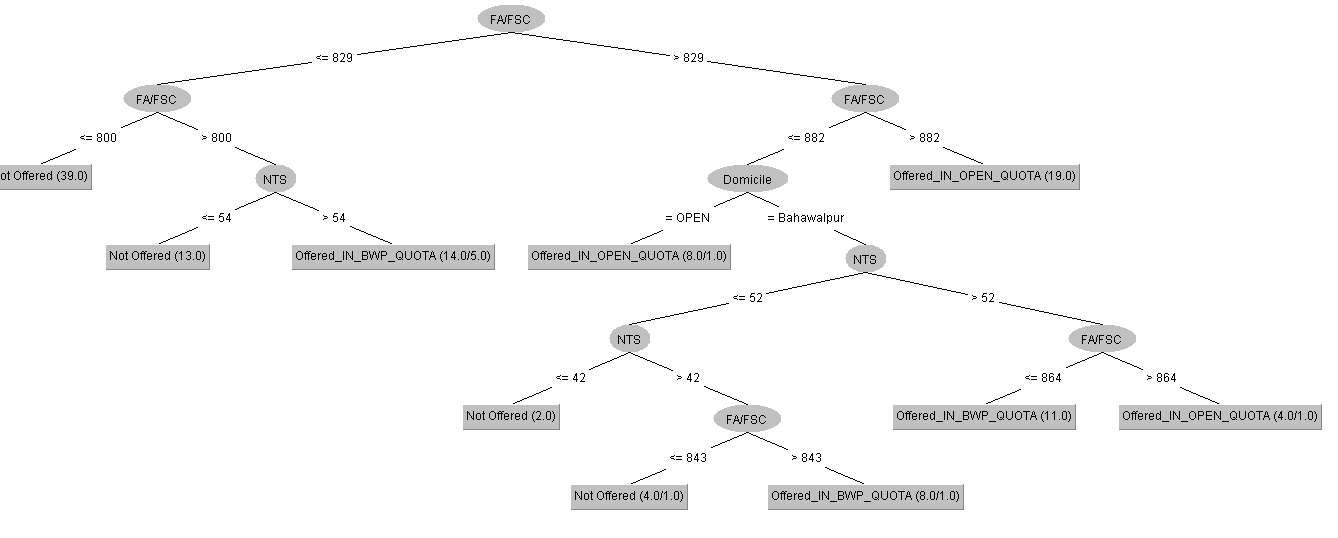 FA/FSC
<= 829
> 829
FA/FSC
FA/FSC
<= 800
> 800
<= 882
> 882
ot Offered (39.0)
NTS
Domicile
Offered_IN_OPEN_QUOTA (19.0)
<= 54
> 54
= OPEN
= Bahawalpur
Not Offered (13.0)
Offered_IN_BWP_QUOTA (14.0/5.0)
Offered_IN_OPEN_QUOTA (8.0/1.0)
NTS
<= 52
> 52
NTS
FA/FSC
<= 42
> 42
<= 864
> 864
Not Offered (2.0)
FA/FSC
Offered_IN_BWP_QUOTA (11.0)
Offered_IN_OPEN_QUOTA (4.0/1.0)
<= 843
> 843
Not Offered (4.0/1.0)
Offered_IN_BWP_QUOTA (8.0/1.0)